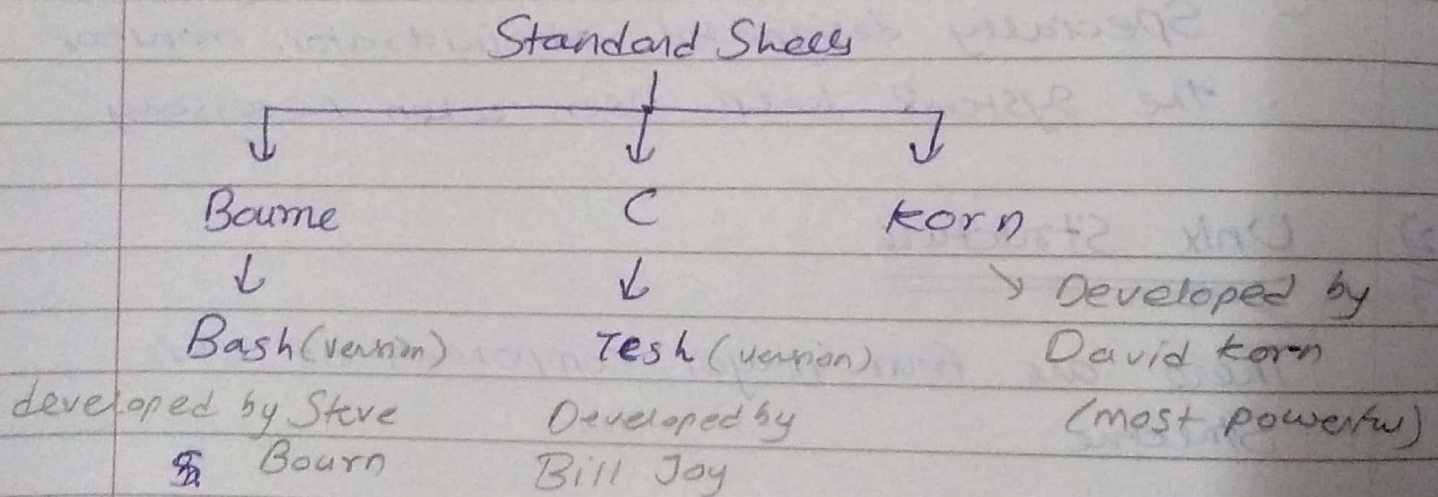 Standard Shells
Bourne
C
Korn
Bash (version)
Tesh (version)
Developed by
David Korn
(most powerful)
developed by Steve
Bourn
Developed by
Bill Joy